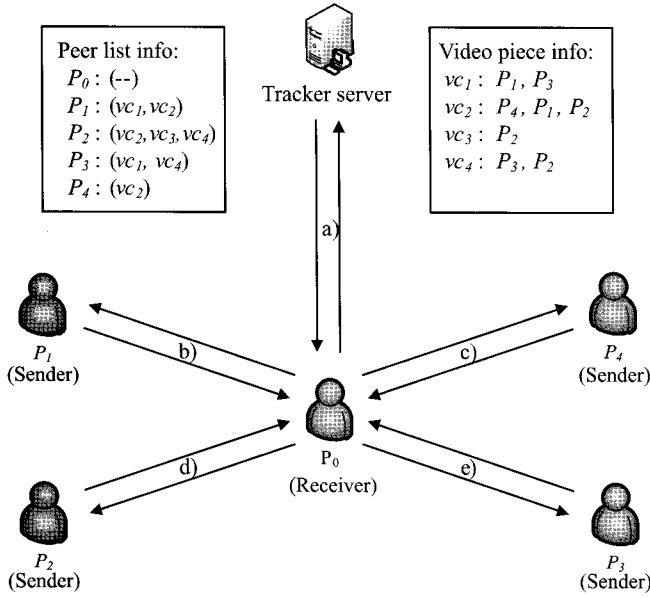 Peer list info:
P0 : (--)
P1 : (vc1,vc2)
P2 : (vc2,vc3,vc4)
P3 : (vc1, vc4)
P4 : (vc2)
Tracker server
Video piece info:
vc1 : P1 , P3
vc2 : P4, P1, P2
vc3 : P2
vc4 : P3, P2
a)
b)
c)
P1
(Sender)
P4
(Sender)
d)
e)
P0
(Receiver)
P2
(Sender)
P3
(Sender)